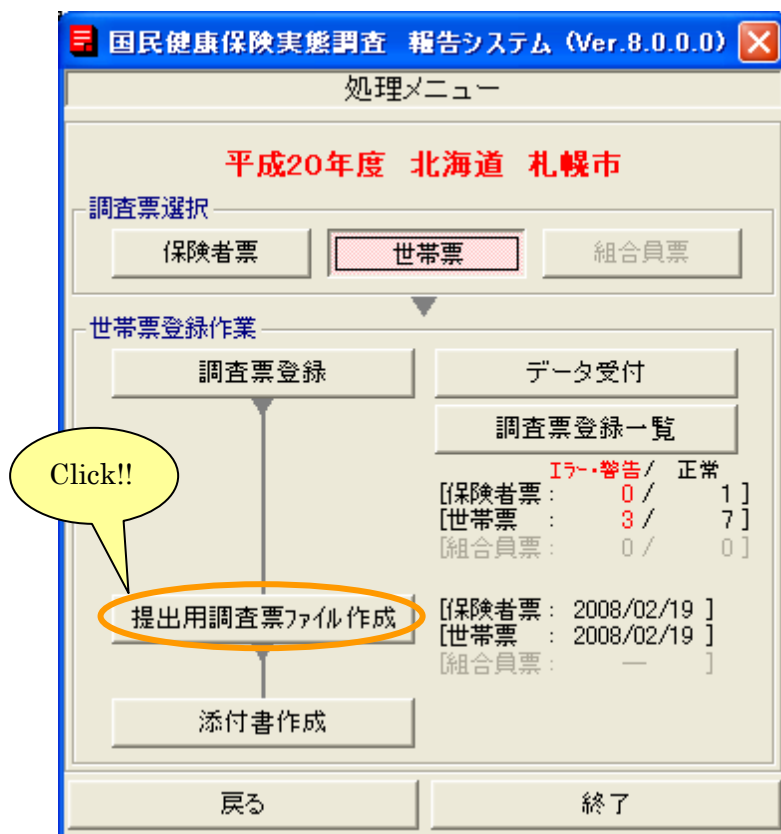 国民健康保険実態調査 報告システム (Ver.8.0.0.0)
処理メニュー
平成20年度 北海道 札幌市
調査票選択
保険者票 世帯票 組合員票
世帯票登録作業
調査票登録 データ受付
調査票登録一覧
Click!!
エラー・警告/ 正常
[保険者票: 0/ 1]
[世帯票 : 3/ 7]
[組合員票: 0/ 0]
提出用調査票ファイル作成
[保険者票: 2008/02/19 ]
[世帯票 : 2008/02/19 ]
[組合員票: ― ]
添付書作成
戻る 終了